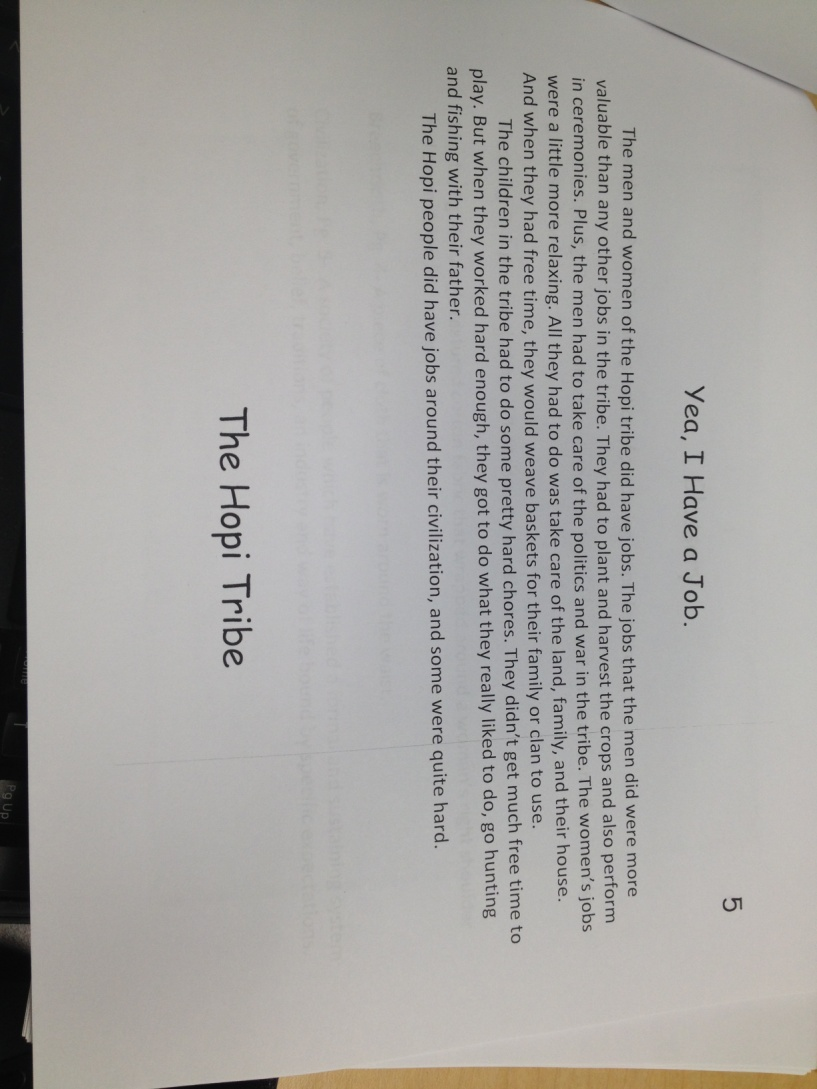 5
Yea, I Have a Job.
The men and women of the Hopi tribe did have jobs. The jobs that the men did were more
valuable than any other jobs in the tribe. They had to plant and harvest the crops and also perform
in ceremonies. Plus, the men had to take care of the politics and war in the tribe. The women's jobs
were a little more relaxing. All they had to do was take care of the land, family, and their house.
And when they had free time, they would weave baskets for their family or clan to use.
The children in the tribe had to do some pretty hard chores. They didn't get much free time to
play. But when they worked hard enough, they got to do what they really liked to do, go hunting
and fishing with their father.
The Hopi people did have jobs around their civilization, and some were quite hard.
The Hopi Tribe
Pg Up